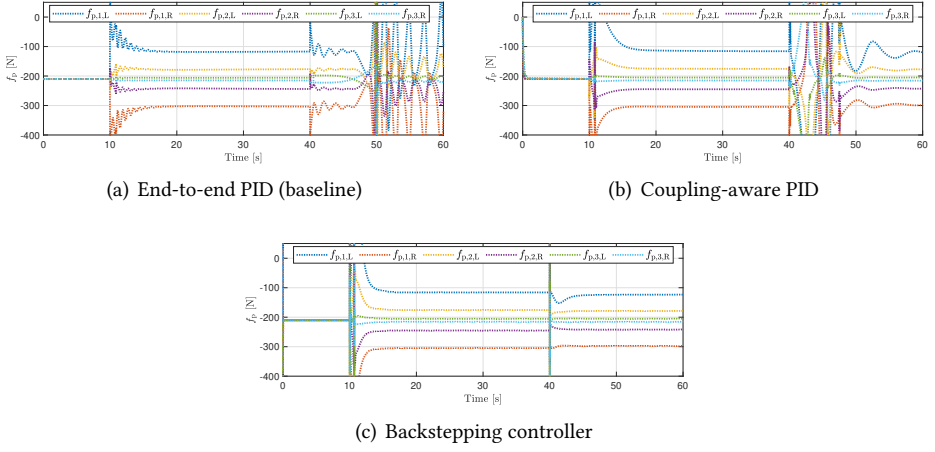 f_{p,1,L} f_{p,1,R} f_{p,2,L} f_{p,2,R} f_{p,3,L} f_{p,3,R}
f_p [N]
0
-100
-200
-300
-400
0 10 20 30 40 50 60
Time [s]
(a) End-to-end PID (baseline)
f_{p,1,L} f_{p,1,R} f_{p,2,L} f_{p,2,R} f_{p,3,L} f_{p,3,R}
f_p [N]
0
-100
-200
-300
-400
0 10 20 30 40 50 60
Time [s]
(b) Coupling-aware PID
f_{p,1,L} f_{p,1,R} f_{p,2,L} f_{p,2,R} f_{p,3,L} f_{p,3,R}
f_p [N]
0
-100
-200
-300
-400
0 10 20 30 40 50 60
Time [s]
(c) Backstepping controller